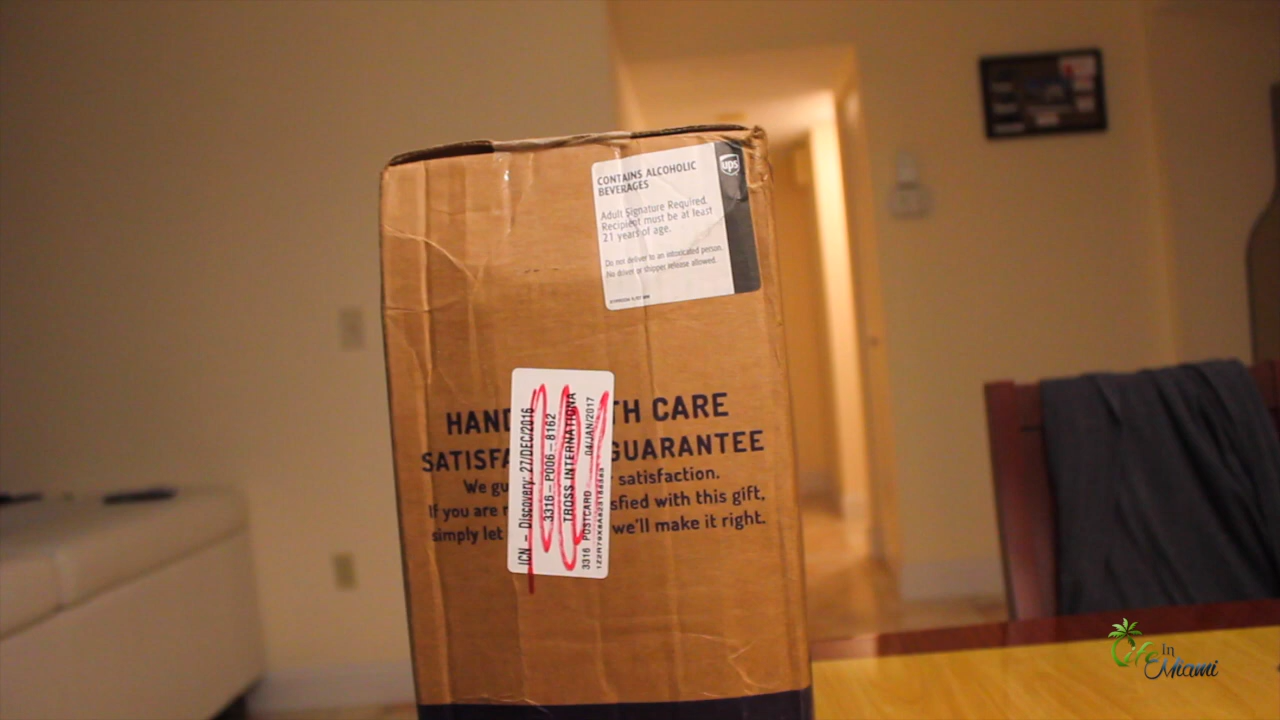 CONTAINS ALCOHOLIC
BEVERAGES
ups
Adult Signature Required.
Recipient must be at least
21 years of age.
Do not deliver to an intoxicated person.
No driver or shipper release allowed.
HAND TH CARE
SATISFA GUARANTEE
We gu satisfaction.
If you are n sfied with this gift,
simply let we'll make it right.
ICN – Discovery: 27/DEC/2016
3316 – P006 – 8162
TROSS INTERNATIONA
3316 POSTCARD 04/JAN/2017
Life In
Miami